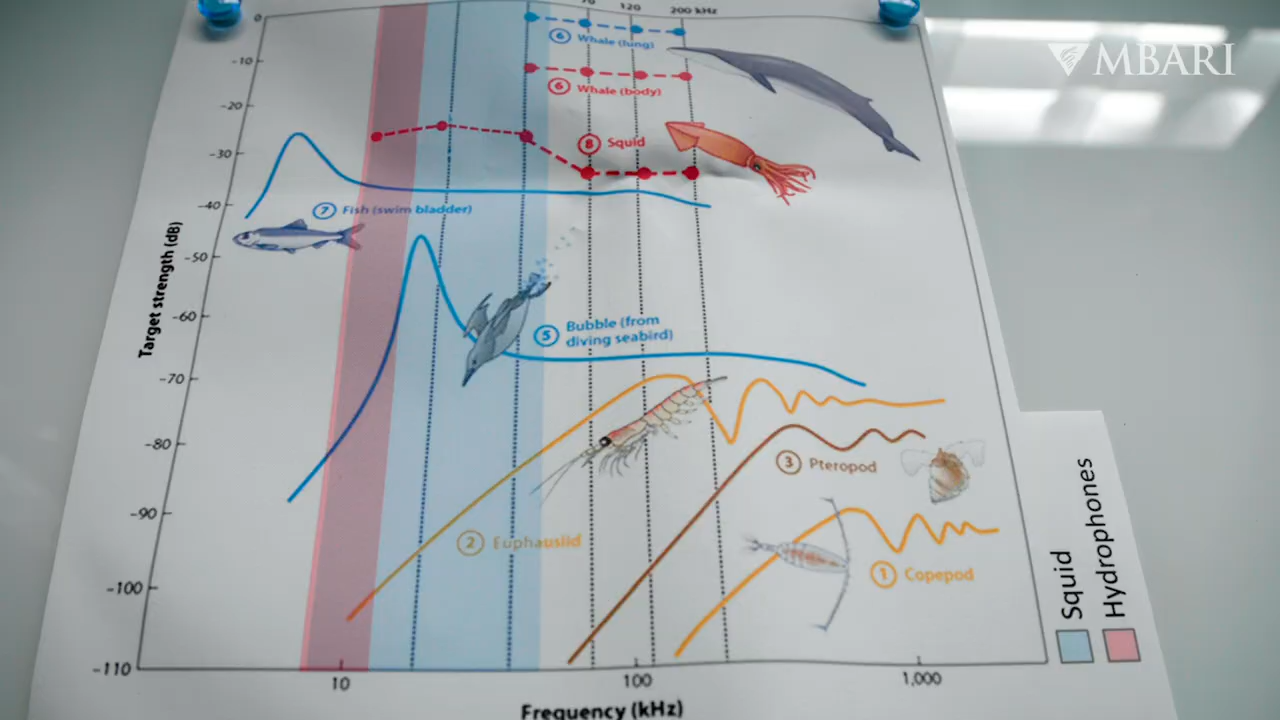 120
200 kHz
MBARI
0
-10
-20
-30
-40
-50
-60
-70
-80
-90
-100
-110
Target strength (dB)
6 Whale (lung)
6 Whale (body)
8 Squid
7 Fish (swim bladder)
5 Bubble (from
diving seabird)
3 Pteropod
2 Euphausiid
1 Copepod
10
100
1,000
Frequency (kHz)
Squid
Hydrophones